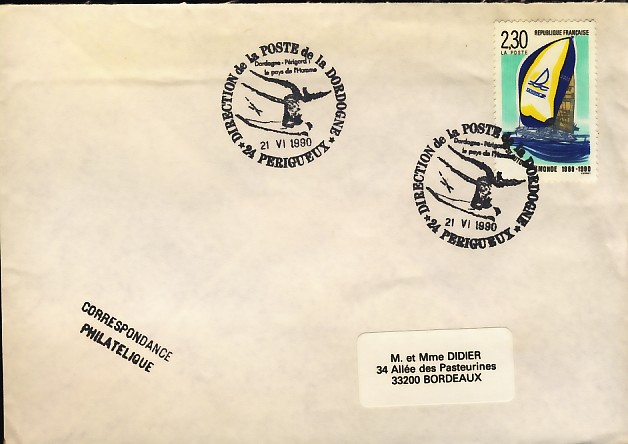 DIRECTION de la POSTE de la DORDOGNE
Dordogne - Périgord
le pays de l'Homme
21 VI 1990
* 24 PERIGUEUX *
2,30
REPUBLIQUE FRANÇAISE
LA POSTE
MONDE 1989-1990
DIRECTION de la POSTE de la DORDOGNE
Dordogne - Périgord
le pays de l'Homme
21 VI 1990
* 24 PERIGUEUX *
CORRESPONDANCE
PHILATELIQUE
M. et Mme DIDIER
34 Allée des Pasteurines
33200 BORDEAUX